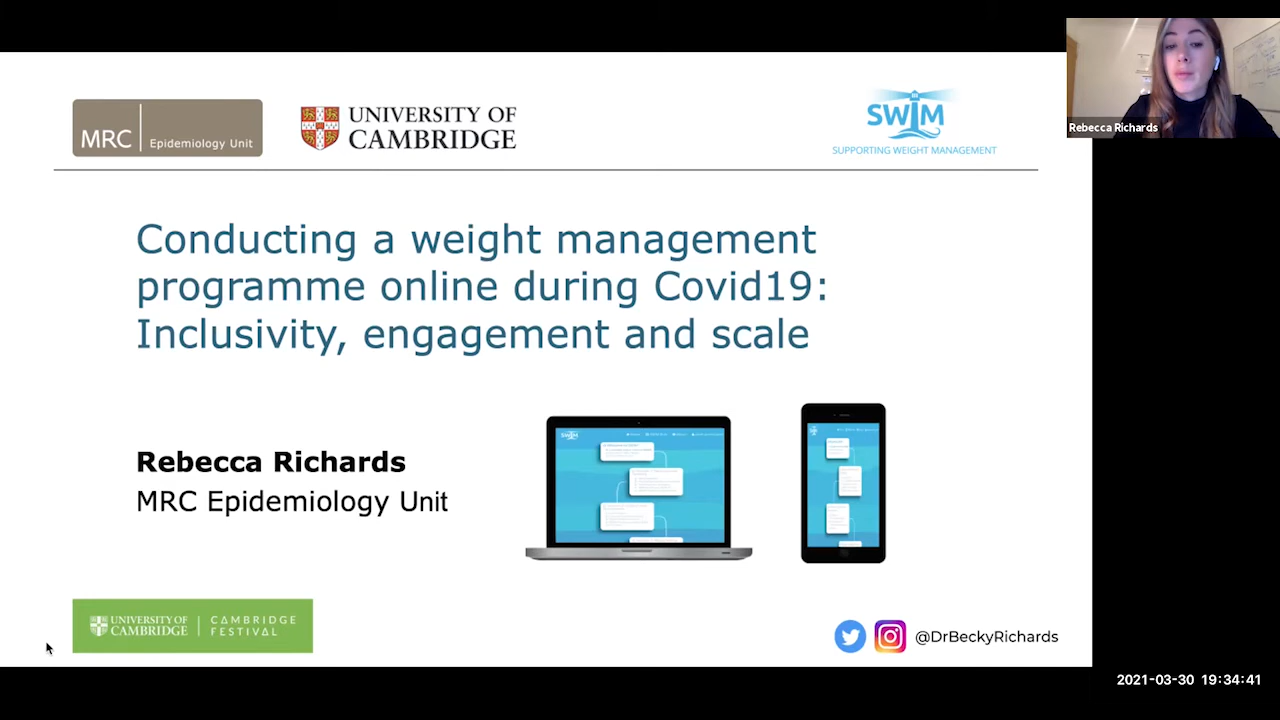 MRC Epidemiology Unit
UNIVERSITY OF
CAMBRIDGE
SWIM
SUPPORTING WEIGHT MANAGEMENT
Rebecca Richards
Conducting a weight management
programme online during Covid19:
Inclusivity, engagement and scale
Rebecca Richards
MRC Epidemiology Unit
SWIM
UNIVERSITY OF
CAMBRIDGE
CAMBRIDGE
FESTIVAL
@DrBeckyRichards
2021-03-30 19:34:41